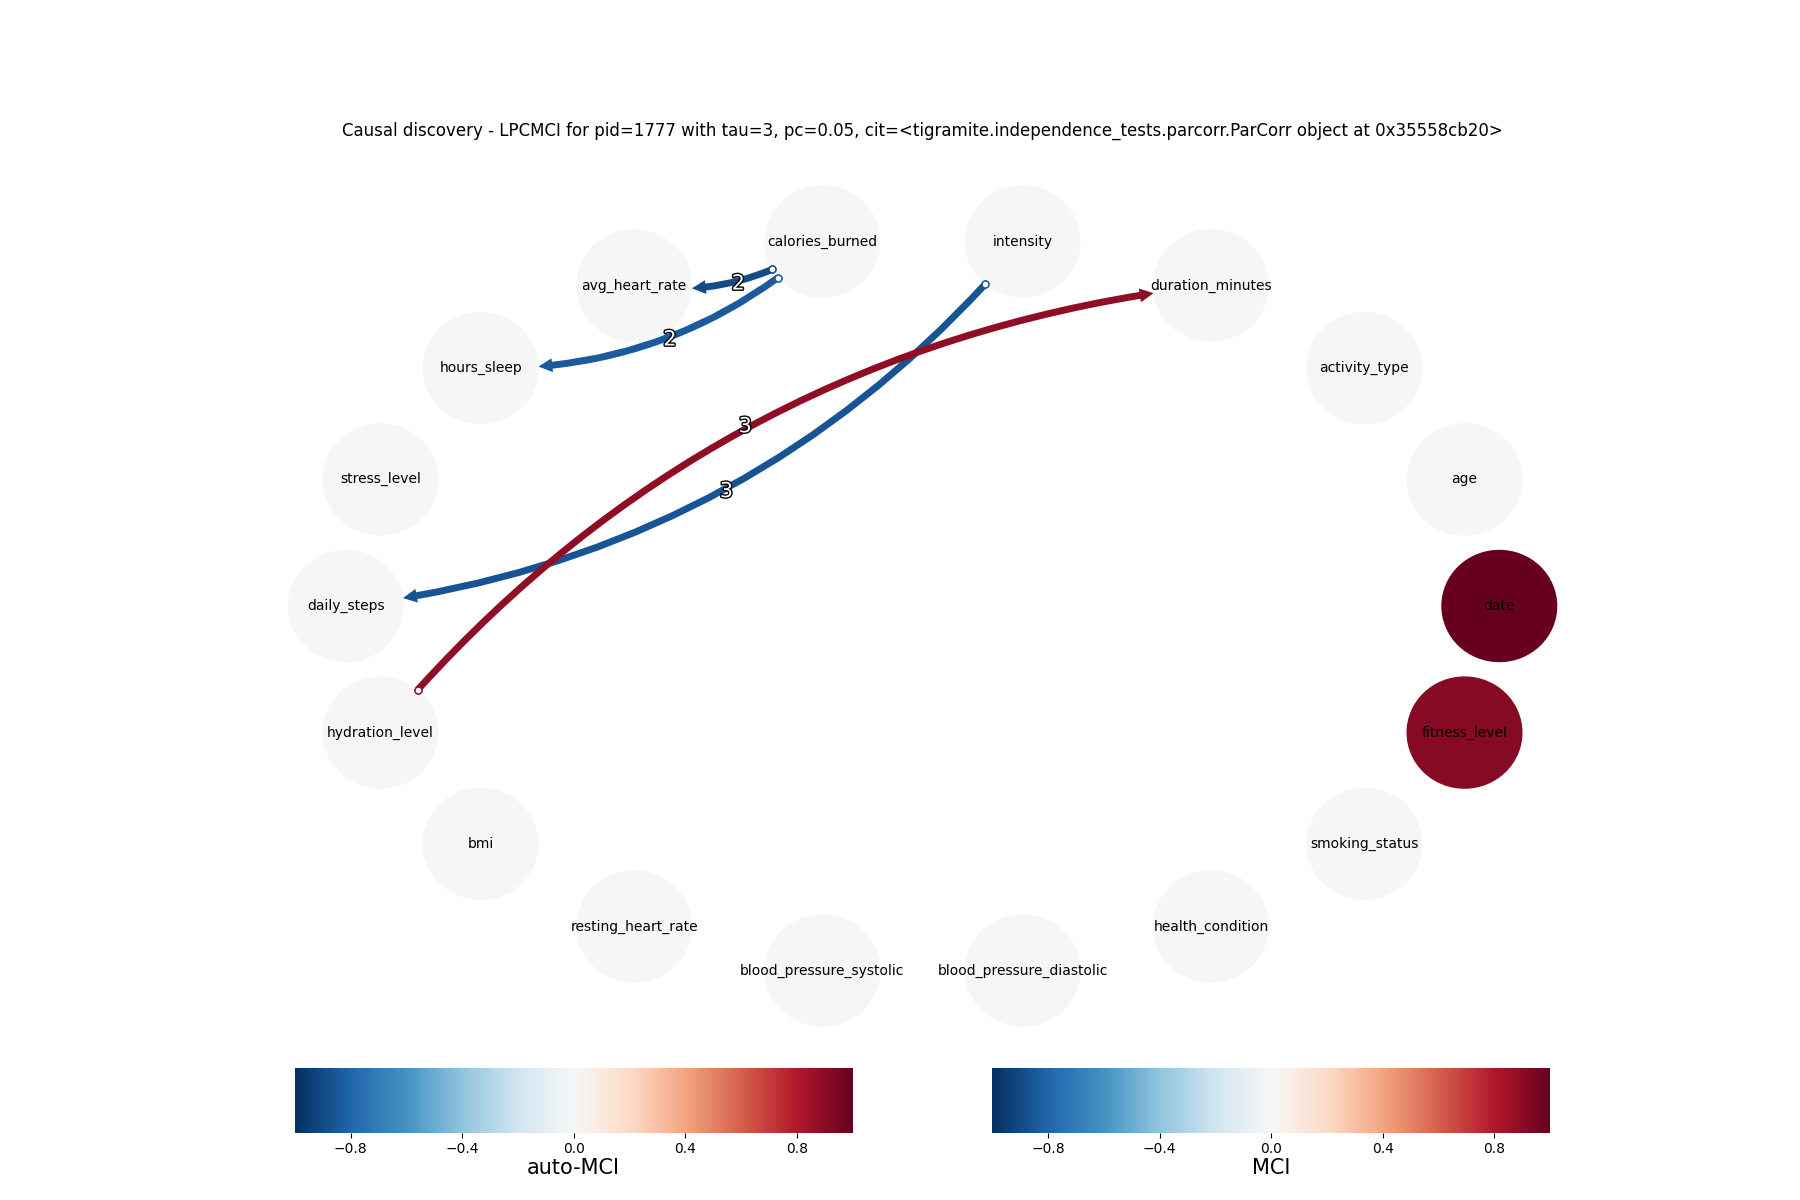 Causal discovery - LPCMCI for pid=1777 with tau=3, pc=0.05, cit=<tigramite.independence_tests.parcorr.ParCorr object at 0x35558cb20>
calories_burned
intensity
avg_heart_rate
2
duration_minutes
2
hours_sleep
activity_type
3
stress_level
3
age
daily_steps
date
hydration_level
fitness_level
bmi
smoking_status
resting_heart_rate
health_condition
blood_pressure_systolic
blood_pressure_diastolic
−0.8 −0.4 0.0 0.4 0.8
auto-MCI
−0.8 −0.4 0.0 0.4 0.8
MCI